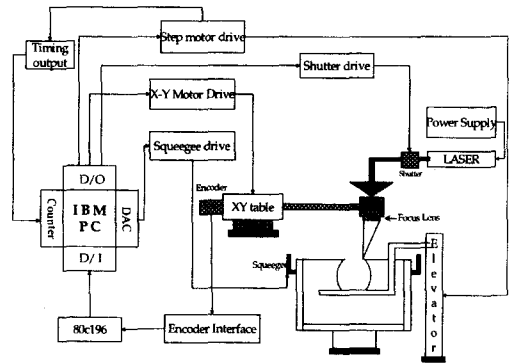 Step motor drive
Timing
output
Shutter drive
X-Y Motor Drive
Power Supply
Squeegee drive
LASER
Shutter
D/O
Encoder
Counter
IBM
PC
DAC
XY table
Focus Lens
D/I
Squeegee
Elevator
80c196
Encoder Interface